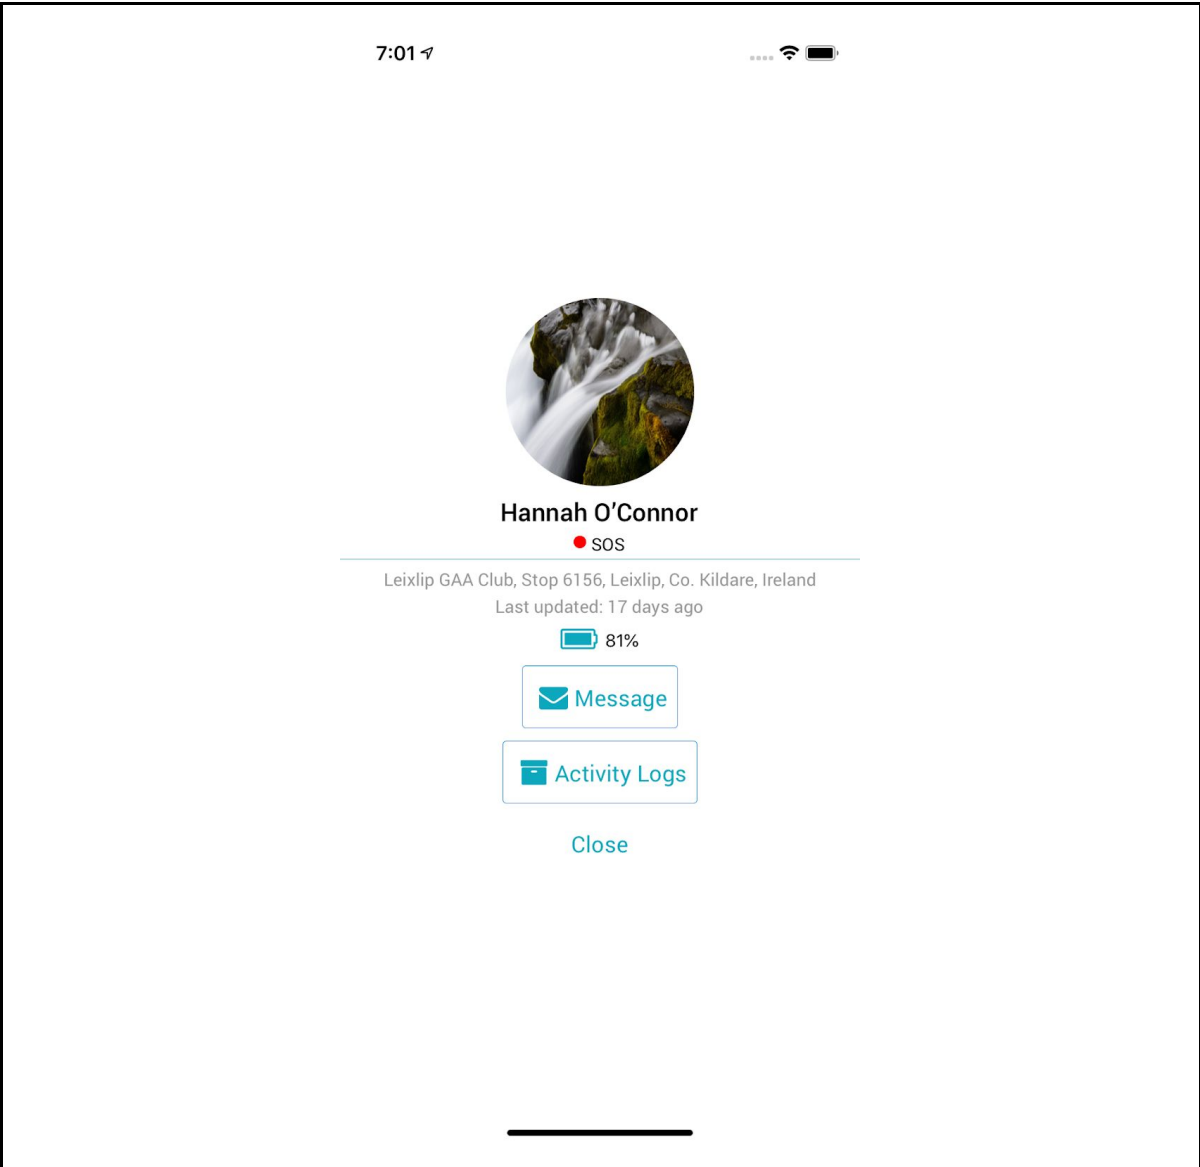 7:01
Hannah O’Connor
SOS
Leixlip GAA Club, Stop 6156, Leixlip, Co. Kildare, Ireland
Last updated: 17 days ago
81%
Message
Activity Logs
Close